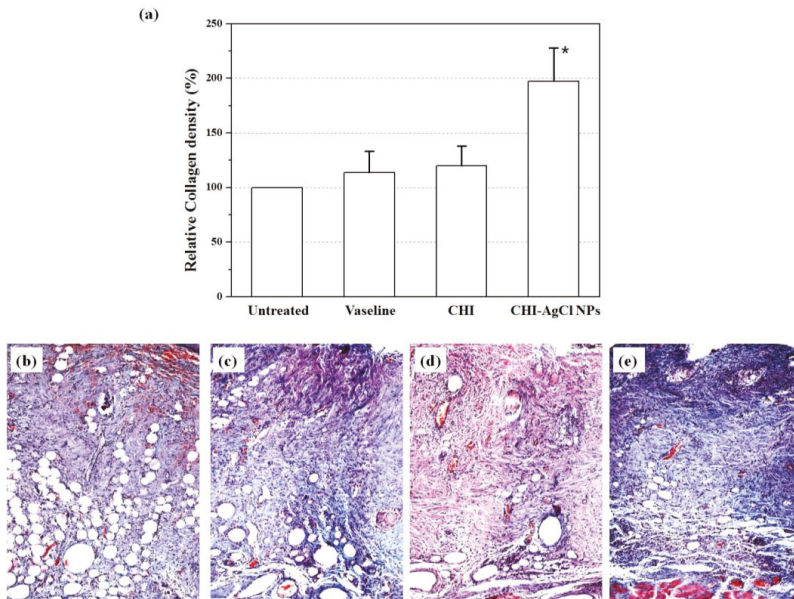 (a)
Relative Collagen density (%)
250
200
150
100
50
0
*
Untreated Vaseline CHI CHI-AgCl NPs
(b) (c) (d) (e)